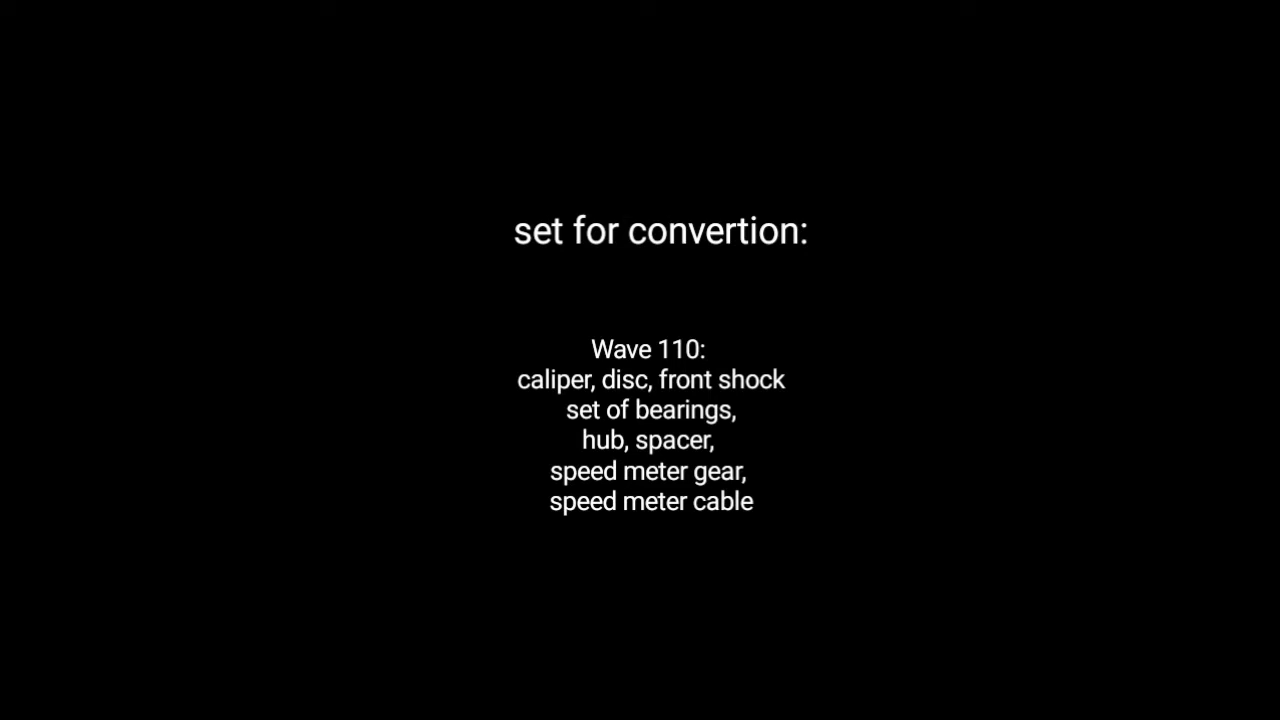 set for convertion:
Wave 110:
caliper, disc, front shock
set of bearings,
hub, spacer,
speed meter gear,
speed meter cable